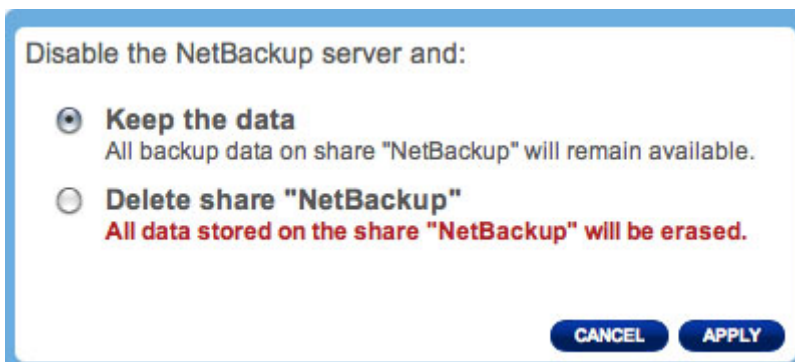 Disable the NetBackup server and:
Keep the data
All backup data on share "NetBackup" will remain available.
Delete share "NetBackup"
All data stored on the share "NetBackup" will be erased.
CANCEL APPLY